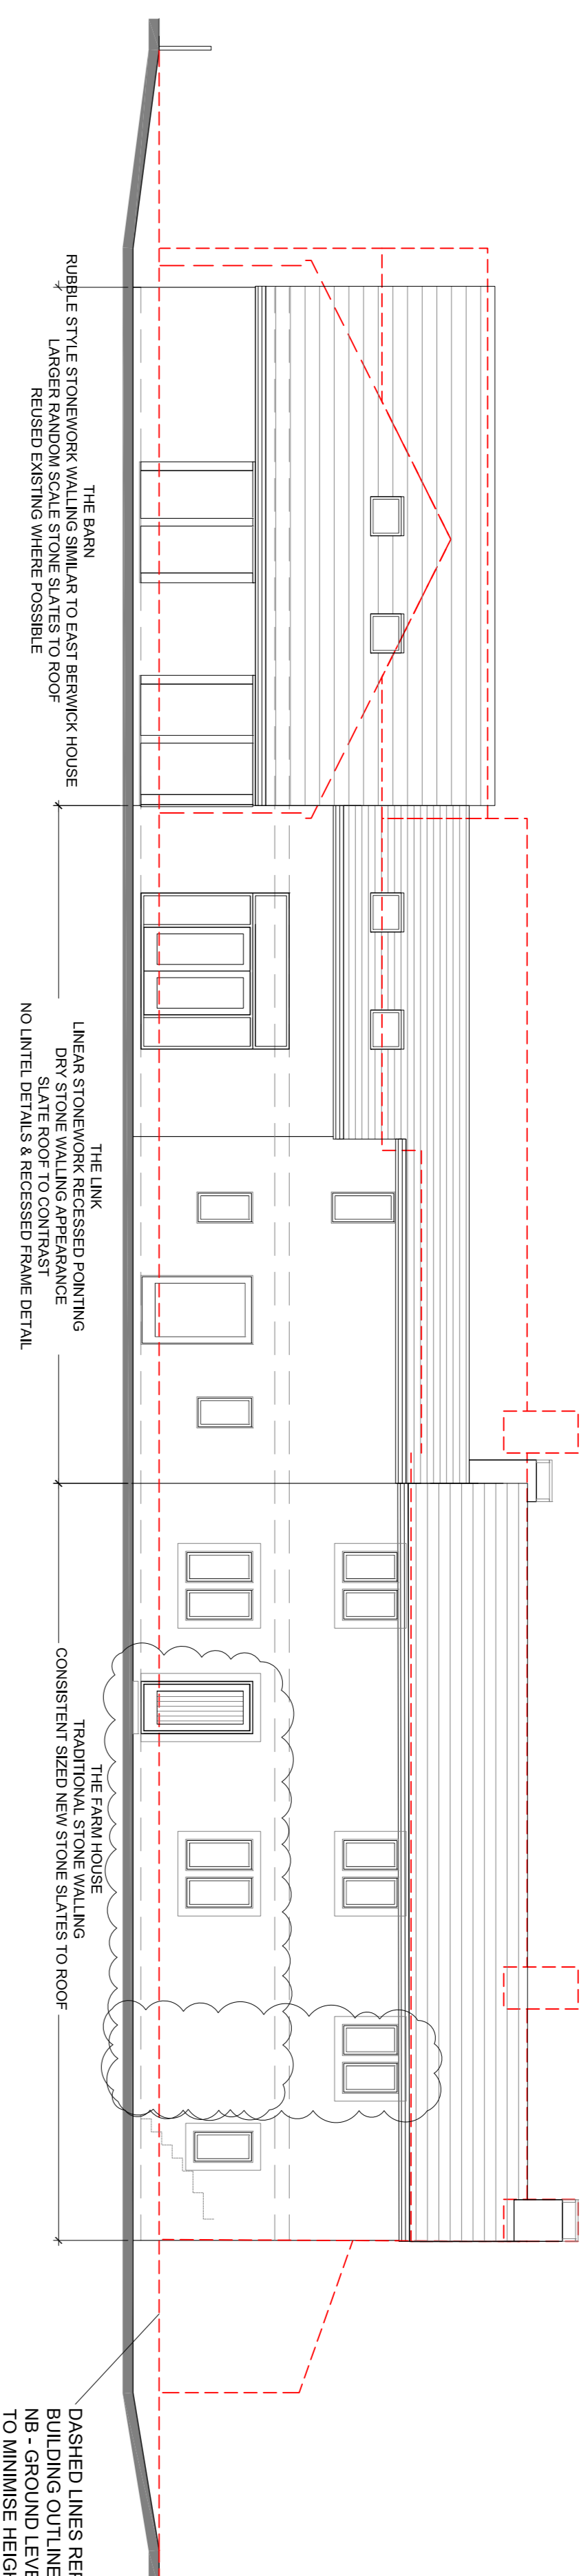 THE BARN
RUBBLE STYLE STONEWORK WALLING SIMILAR TO EAST BERWICK HOUSE
LARGER RANDOM SCALE STONE SLATES TO ROOF
REUSED EXISTING WHERE POSSIBLE
THE LINK
LINEAR STONEWORK RECESSED POINTING
DRY STONE WALLING APPEARANCE
SLATE ROOF TO CONTRAST
NO LINTEL DETAILS & RECESSED FRAME DETAIL
THE FARM HOUSE
TRADITIONAL STONE WALLING
CONSISTENT SIZED NEW STONE SLATES TO ROOF
DASHED LINES
BUILDING OUTLINE
NB - GROUND
TO MINIMISE